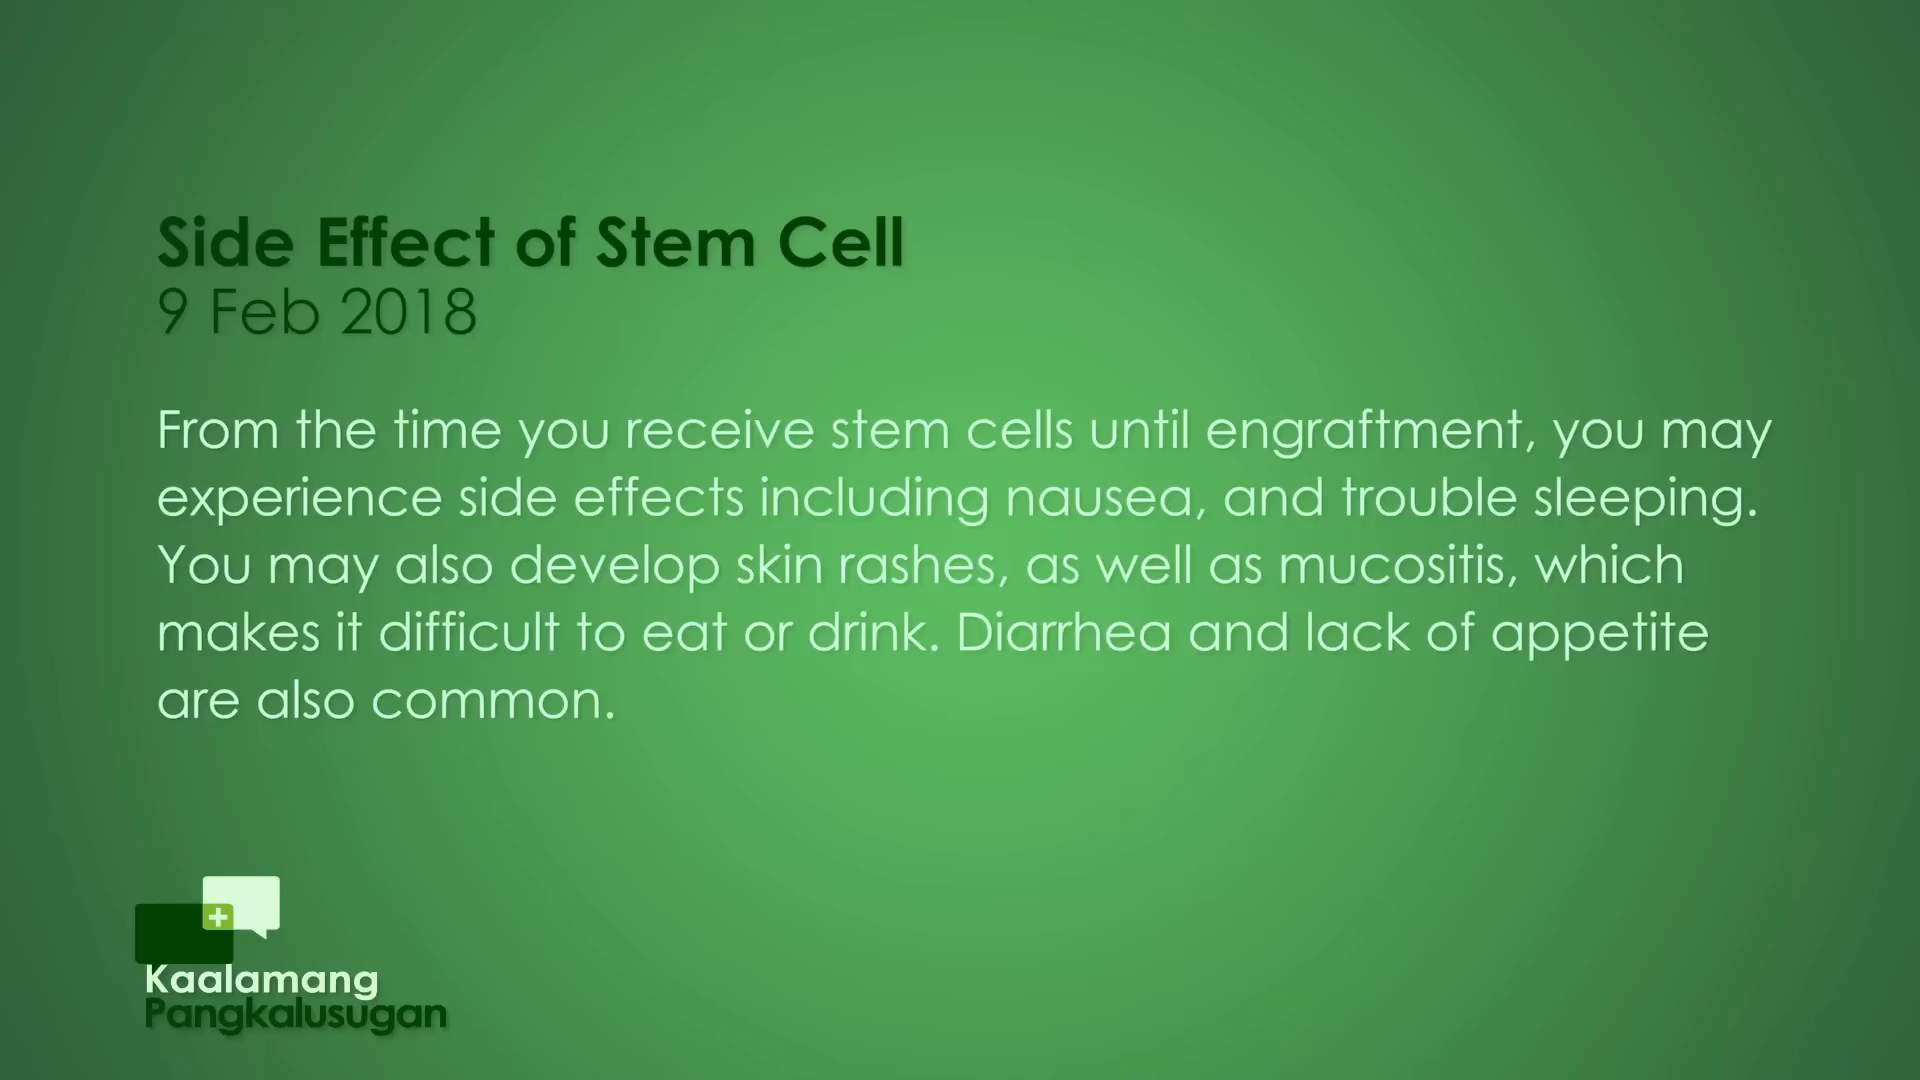 Side Effect of Stem Cell
9 Feb 2018
From the time you receive stem cells until engraftment, you may
experience side effects including nausea, and trouble sleeping.
You may also develop skin rashes, as well as mucositis, which
makes it difficult to eat or drink. Diarrhea and lack of appetite
are also common.
Kaalamang
Pangkalusugan